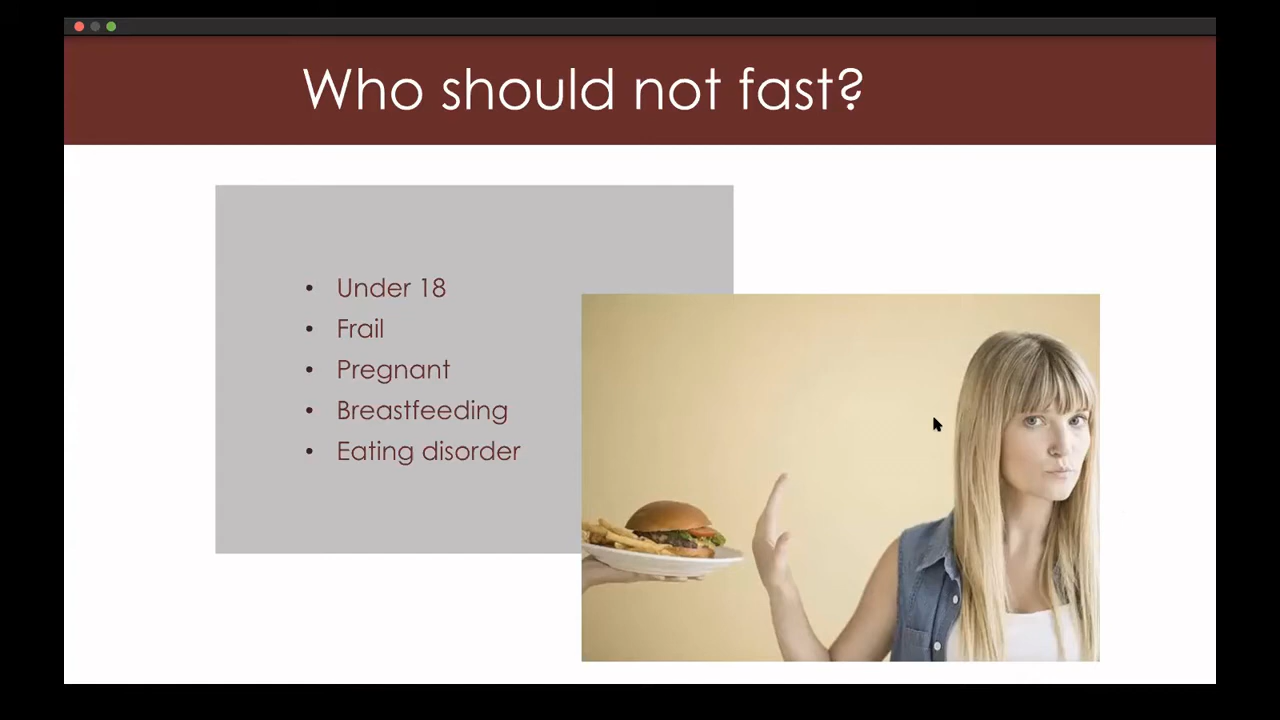 Who should not fast?
• Under 18
• Frail
• Pregnant
• Breastfeeding
• Eating disorder